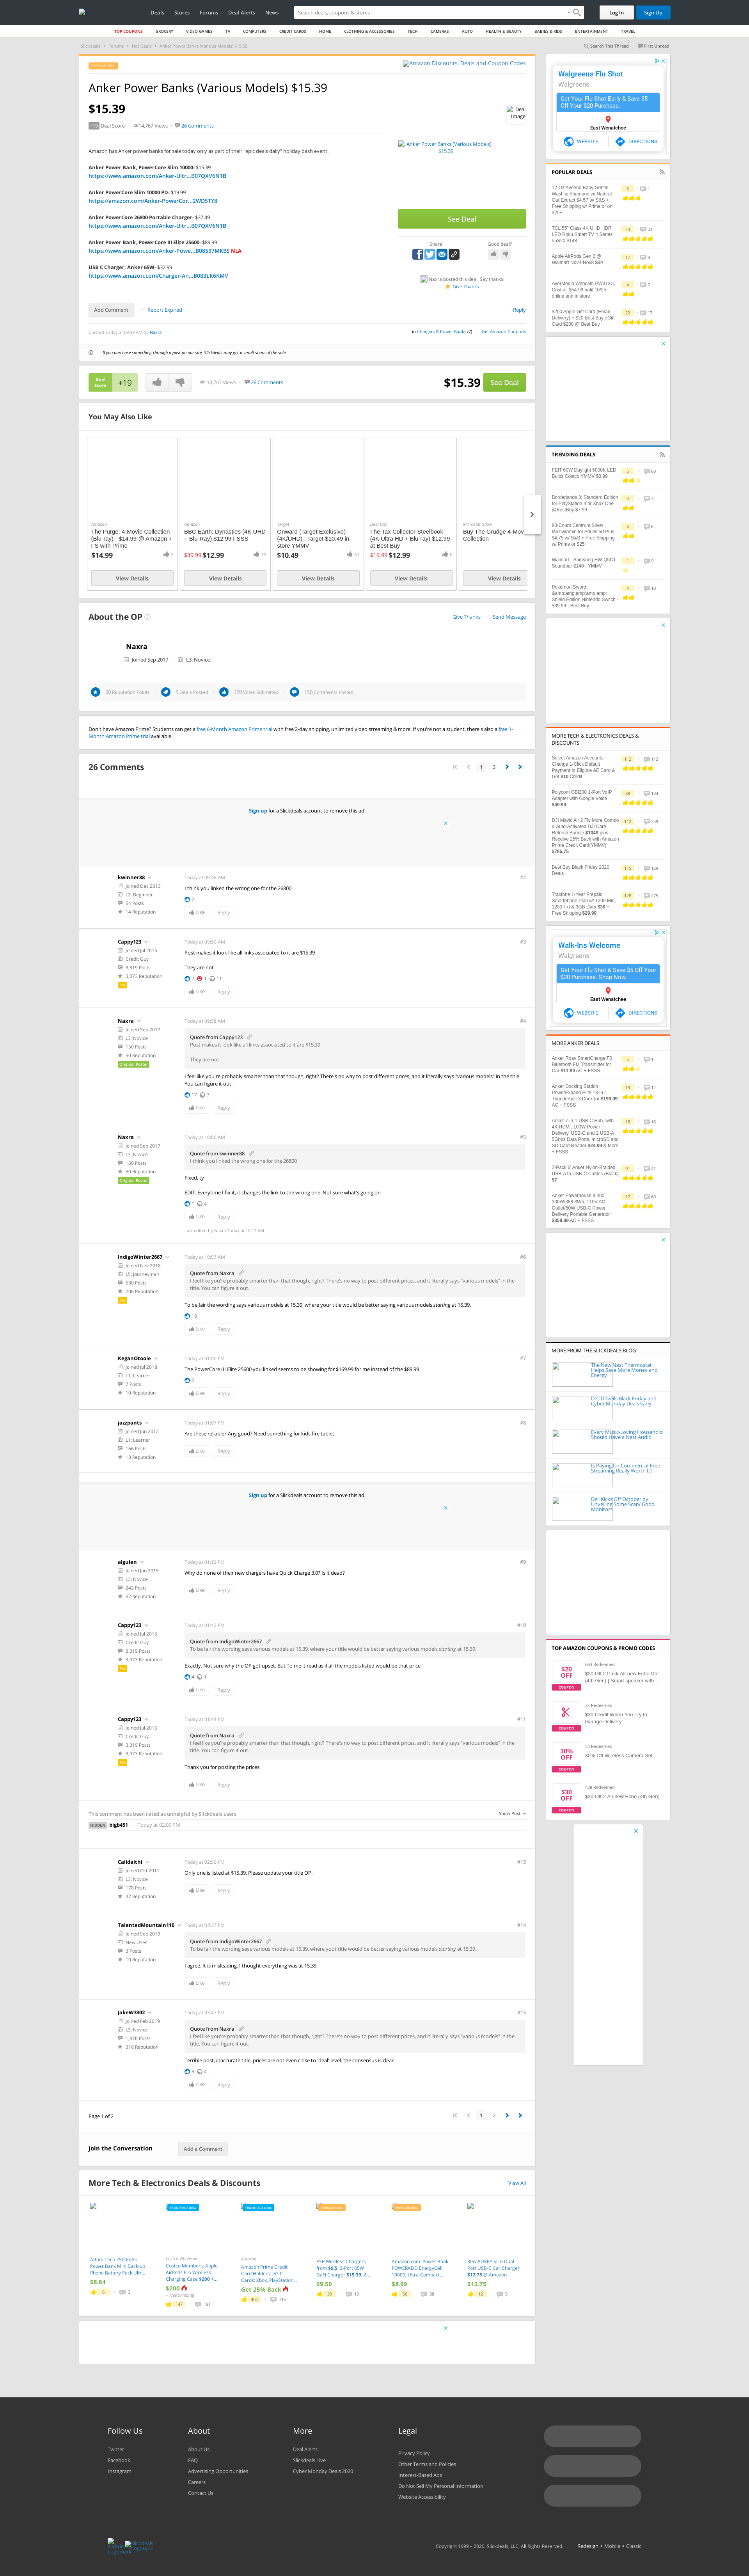 Deals Stores Forums Deal Alerts News
Search deals, coupons & stores
Log In
Sign Up
TOP COUPONS GROCERY VIDEO GAMES TV COMPUTERS CREDIT CARDS HOME CLOTHING & ACCESSORIES TECH CAMERAS AUTO HEALTH & BEAUTY BABIES & KIDS ENTERTAINMENT TRAVEL
Slickdeals Forums Hot Deals Anker Power Banks (Various Models) $15.39
Search This Thread First Unread
Amazon Discounts, Deals and Coupon Codes
Anker Power Banks (Various Models) $15.39
$15.39
+19 Deal Score 14,767 Views 26 Comments
Deal Image
Amazon has Anker power banks for sale today only as part of their "epic deals daily" holiday dash event.
Anker Power Bank, PowerCore Slim 10000- $15.39
https://www.amazon.com/Anker-Ultr...B07QXV6N1B
Anker PowerCore Slim 10000 PD- $19.99
https://amazon.com/Anker-PowerCor...2WD5TY8
Anker PowerCore 26800 Portable Charger- $37.49
https://www.amazon.com/Anker-Ultr...B07QXV6N1B
Anker Power Bank, PowerCore III Elite 25600- $89.99
https://www.amazon.com/Anker-Powe...B08537MKBS NLA
USB C Charger, Anker 65W- $32.99
https://amazon.com/Charger-An...B083LK6KMV
Anker Power Banks (Various Models) $15.39
See Deal
Share
Good deal?
Naxra posted this deal. Say thanks!
Give Thanks
Add Comment Report Expired Reply
Created Today at 09:39 AM by Naxra
in Chargers & Power Banks (7) Get Amazon Coupons
If you purchase something through a post on our site, Slickdeals may get a small share of the sale.
Deal Score +19
14,767 Views 26 Comments
$15.39 See Deal
You May Also Like
Amazon
The Purge: 4-Movie Collection (Blu-ray) - $14.99 @ Amazon + FS with Prime
$14.99 2
View Details
Amazon
BBC Earth: Dynasties (4K UHD + Blu-Ray) $12.99 FSSS
$39.99 $12.99 13
View Details
Target
Onward (Target Exclusive) (4K/UHD) : Target $10.49 in-store YMMV
$10.49 41
View Details
Best Buy
The Tax Collector Steelbook (4K Ultra HD + Blu-ray) $12.99 at Best Buy
$19.99 $12.99 6
View Details
Microsoft Store
Buy The Grudge 4-Mov Collection
View Details
About the OP
Give Thanks Send Message
Naxra
Joined Sep 2017 L3: Novice
50 Reputation Points 5 Deals Posted 178 Votes Submitted 150 Comments Posted
Don't have Amazon Prime? Students can get a free 6-Month Amazon Prime trial with free 2-day shipping, unlimited video streaming & more. If you're not a student, there's also a free 1-Month Amazon Prime trial available.
26 Comments
1 2
Sign up for a Slickdeals account to remove this ad.
kwinner88 Today at 09:46 AM #2
Joined Dec 2013
L2: Beginner
54 Posts
14 Reputation
I think you linked the wrong one for the 26800
2
Like Reply
Cappy123 Today at 09:50 AM #3
Joined Jul 2015
Credit Guy
3,319 Posts
3,073 Reputation
Pro
Post makes it look like all links associated to it are $15.39
They are not
7 1 11
Like Reply
Naxra Today at 09:58 AM #4
Joined Sep 2017
L3: Novice
150 Posts
50 Reputation
Original Poster
Quote from Cappy123
Post makes it look like all links associated to it are $15.39
They are not
I feel like you're probably smarter than that though, right? There's no way to post different prices, and it literally says "various models" in the title. You can figure it out.
17 7
Like Reply
Naxra Today at 10:00 AM #5
Joined Sep 2017
L3: Novice
150 Posts
50 Reputation
Original Poster
Quote from kwinner88
I think you linked the wrong one for the 26800
Fixed, ty
EDIT: Everytime I fix it, it changes the link to the wrong one. Not sure what's going on
1 4
Like Reply
Last edited by Naxra Today at 10:17 AM
IndigoWinter2667 Today at 10:57 AM #6
Joined Nov 2018
L5: Journeyman
530 Posts
206 Reputation
Pro
Quote from Naxra
I feel like you're probably smarter than that though, right? There's no way to post different prices, and it literally says "various models" in the title. You can figure it out.
To be fair the wording says various models at 15.39, where your title would be better saying various models starting at 15.39.
18
Like Reply
KeganOtoole Today at 01:00 PM #7
Joined Jul 2018
L1: Learner
7 Posts
10 Reputation
The PowerCore III Elite 25600 you linked seems to be showing for $169.99 for me instead of the $89.99
2
Like Reply
jazzpants Today at 01:07 PM #8
Joined Jun 2012
L1: Learner
166 Posts
18 Reputation
Are these reliable? Any good? Need something for kids fire tablet.
Like Reply
Sign up for a Slickdeals account to remove this ad.
alguien Today at 01:12 PM #9
Joined Jun 2015
L3: Novice
242 Posts
57 Reputation
Why do none of their new chargers have Quick Charge 3.0? Is it dead?
Like Reply
Cappy123 Today at 01:43 PM #10
Joined Jul 2015
Credit Guy
3,319 Posts
3,073 Reputation
Pro
Quote from IndigoWinter2667
To be fair the wording says various models at 15.39, where your title would be better saying various models starting at 15.39.
Exactly. Not sure why the OP got upset. But To me it read as if all the models listed would be that price
4 1
Like Reply
Cappy123 Today at 01:44 PM #11
Joined Jul 2015
Credit Guy
3,319 Posts
3,073 Reputation
Pro
Quote from Naxra
I feel like you're probably smarter than that though, right? There's no way to post different prices, and it literally says "various models" in the title. You can figure it out.
Thank you for posting the prices
Like Reply
This comment has been rated as unhelpful by Slickdeals users Show Post
HIDDEN bigb451 Today at 02:09 PM
Calidaithi Today at 02:50 PM #13
Joined Oct 2011
L3: Novice
178 Posts
47 Reputation
Only one is listed at $15.39. Please update your title OP.
Like Reply
TalentedMountain110 Today at 03:37 PM #14
Joined Sep 2019
New User
3 Posts
10 Reputation
Quote from IndigoWinter2667
To be fair the wording says various models at 15.39, where your title would be better saying various models starting at 15.39.
I agree. It is misleading. I thought everything was at 15.39.
Like Reply
JakeW3302 Today at 03:47 PM #15
Joined Feb 2019
L3: Novice
1,876 Posts
318 Reputation
Quote from Naxra
I feel like you're probably smarter than that though, right? There's no way to post different prices, and it literally says "various models" in the title. You can figure it out.
Terrible post, inaccurate title, prices are not even close to 'deal' level. the consensus is clear
3 4
Like Reply
Page 1 of 2
1 2
Join the Conversation
Add a Comment
More Tech & Electronics Deals & Discounts View All
$8.84
Costco Members: Apple AirPods Pro Wireless Charging Case $200 +...
$200
+ Free Shipping
147 191
Amazon Prime Credit Card Holders: eGift Cards: Xbox, PlayStation...
Get 25% Back
402 715
ESR Wireless Chargers from $9.5, 2-Port 65W GaN Charger $15.39, 2-...
$9.50
39 13
Amazon.com: Power Bank POWERADD EnergyCell 10000, Ultra-Compact...
$8.99
38
30w AUKEY Slim Dual Port USB-C Car Charger $12.75 @ Amazon
$12.75
12 5
Walgreens Flu Shot
Walgreens
Get Your Flu Shot Early & Save $5 Off Your $20 Purchase.
East Wenatchee
WEBSITE DIRECTIONS
POPULAR DEALS
12-Oz Aveeno Baby Gentle Wash & Shampoo w/ Natural Oat Extract $4.57 w/ S&S + Free Shipping w/ Prime or on $25+
TCL 55" Class 4K UHD HDR LED Roku Smart TV 4 Series 55S20 $148
Apple AirPods Gen 2 @ Walmart Nov4-Nov8 $99
AverMedia Webcam PW313C, Costco, $54.99 until 10/25 online and in store
$200 Apple Gift Card (Email Delivery) + $20 Best Buy eGift Card $200 @ Best Buy
TRENDING DEALS
FEIT 60W Daylight 5000K LED Bulbs Costco YMMV $0.99
Borderlands 3: Standard Edition for PlayStation 4 or Xbox One @BestBuy $7.99
80-Count Centrum Silver Multivitamin for Adults 50 Plus $4.75 w/ S&S + Free Shipping w/ Prime or $25+
Walmart - Samsung HW-Q6CT Soundbar $140 - YMMV
Pokémon Sword &amp;amp;amp;amp;amp; Shield Edition Nintendo Switch - $39.99 - Best Buy
MORE TECH & ELECTRONICS DEALS & DISCOUNTS
Select Amazon Accounts: Change 1-Click Default Payment to Eligible AE Card & Get $10 Credit
Polycom OBi200 1-Port VoIP Adapter with Google Voice $49.99
DJI Mavic Air 2 Fly More Combo & Auto-Activated DJI Care Refresh Bundle $1049 plus Receive 25% Back with Amazon Prime Credit Card(YMMV) $786.75
Best Buy Black Friday 2020 Deals
Tracfone 1-Year Prepaid Smartphone Plan w/ 1200 Min, 1200 Txt & 3GB Data $30 + Free Shipping $29.99
Walk-Ins Welcome
Walgreens
Get Your Flu Shot & Save $5 Off Your $20 Purchase. Shop Now.
East Wenatchee
WEBSITE DIRECTIONS
MORE ANKER DEALS
Anker Roav SmartCharge F0 Bluetooth FM Transmitter for Car $11.99 AC + FSSS
Anker Docking Station PowerExpand Elite 13-in-1 Thunderbolt 3 Dock for $199.99 AC + FSSS
Anker 7-in-1 USB C Hub, with 4K HDMI, 100W Power Delivery, USB-C and 2 USB-A 5Gbps Data Ports, microSD and SD Card Reader $24.99 & More + FSSS
2-Pack 6' Anker Nylon-Braided USB-A to USB-C Cables (Black) $7
Anker Powerhouse II 400, 300W/388.8Wh, 110V AC Outlet/60W USB-C Power Delivery Portable Generator $359.99 AC + FSSS
MORE FROM THE SLICKDEALS BLOG
The New Nest Thermostat Helps Save More Money and Energy
Dell Unveils Black Friday and Cyber Monday Deals Early
Every Music-Loving Household Should Have a Nest Audio
Is Paying for Commercial-Free Streaming Really Worth It?
Dell Kicks Off October by Unveiling Some Scary Good Monitors
TOP AMAZON COUPONS & PROMO CODES
$20 OFF COUPON
663 Redeemed
$20 Off 2 Pack All-new Echo Dot (4th Gen) | Smart speaker with...
COUPON
3k Redeemed
$30 Credit When You Try In-Garage Delivery
30% OFF COUPON
54 Redeemed
30% Off Wireless Camera Set
$30 OFF COUPON
428 Redeemed
$30 Off 2 All-new Echo (4th Gen)
Follow Us
Twitter
Facebook
Instagram
About
About Us
FAQ
Advertising Opportunities
Careers
Contact Us
More
Deal Alerts
Slickdeals Live
Cyber Monday Deals 2020
Legal
Privacy Policy
Other Terms and Policies
Interest-Based Ads
Do Not Sell My Personal Information
Website Accessibility
Copyright 1999 - 2020. Slickdeals, LLC. All Rights Reserved.
Redesign • Mobile • Classic